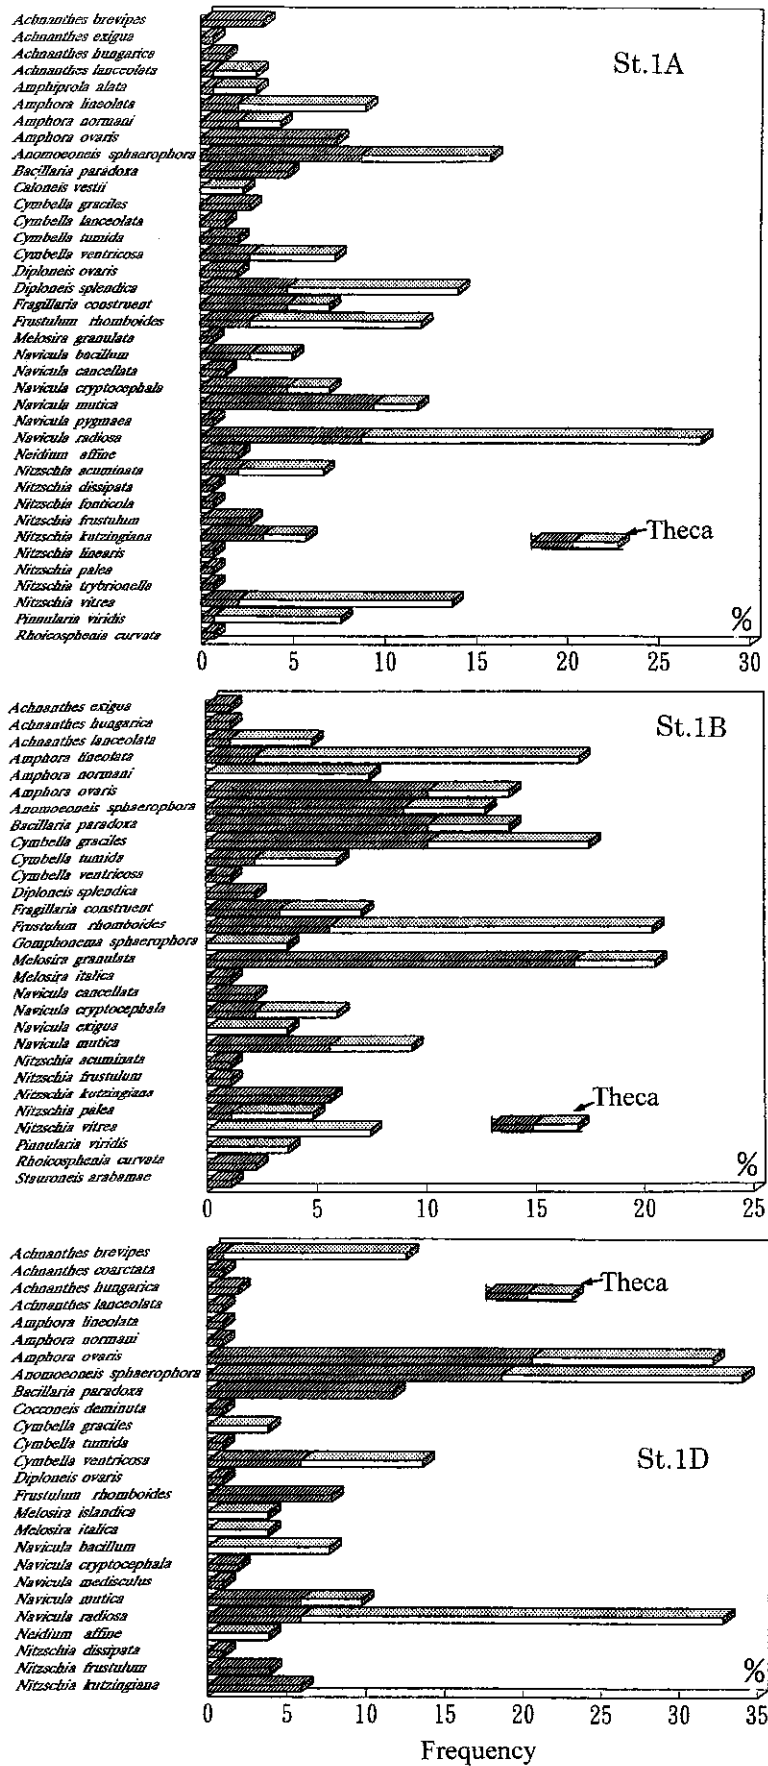 Achnanthes brevipes
Achnanthes exigua
Achnanthes hungarica
Achnanthes lanceolata
Amphiprola alata
Amphora lineolata
Amphora normani
Amphora ovaris
Anomoeoneis sphaerophora
Bacillaria paradoxa
Caloneis vestii
Cymbella graciles
Cymbella lanceolata
Cymbella tumida
Cymbella ventricosa
Diploneis ovaris
Diploneis splendica
Fragillaria construent
Frustulum rhomboides
Melosira granulata
Navicula bacillum
Navicula cancellata
Navicula cryptocephala
Navicula mutica
Navicula pygmaea
Navicula radiosa
Neidium affine
Nitzschia acuminata
Nitzschia dissipata
Nitzschia fonticola
Nitzschia frustulum
Nitzschia kutzingiana
Nitzschia linearis
Nitzschia palea
Nitzschia trybrionella
Nitzschia vitrea
Pinnularia viridis
Rhoicosphenia curvata
St.1A
Theca
%
0 5 10 15 20 25 30
Achnanthes exigua
Achnanthes hungarica
Achnanthes lanceolata
Amphora lineolata
Amphora normani
Amphora ovaris
Anomoeoneis sphaerophora
Bacillaria paradoxa
Cymbella graciles
Cymbella tumida
Cymbella ventricosa
Diploneis splendica
Fragillaria construent
Frustulum rhomboides
Gomphonema sphaerophora
Melosira granulata
Melosira italica
Navicula cancellata
Navicula cryptocephala
Navicula exigua
Navicula mutica
Nitzschia acuminata
Nitzschia frustulum
Nitzschia kutzingiana
Nitzschia palea
Nitzschia vitrea
Pinnularia viridis
Rhoicosphenia curvata
Stauroneis arabamae
St.1B
Theca
%
0 5 10 15 20 25
Achnanthes brevipes
Achnanthes coarctata
Achnanthes hungarica
Achnanthes lanceolata
Amphora lineolata
Amphora normani
Amphora ovaris
Anomoeoneis sphaerophora
Bacillaria paradoxa
Cocconeis deminuta
Cymbella graciles
Cymbella tumida
Cymbella ventricosa
Diploneis ovaris
Frustulum rhomboides
Melosira islandica
Melosira italica
Navicula bacillum
Navicula cryptocephala
Navicula medisculus
Navicula mutica
Navicula radiosa
Neidium affine
Nitzschia dissipata
Nitzschia frustulum
Nitzschia kutzingiana
Theca
St.1D
%
0 5 10 15 20 25 30 35
Frequency